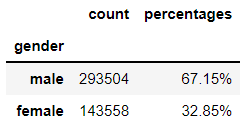 count percentages
gender
male 293504 67.15%
female 143558 32.85%